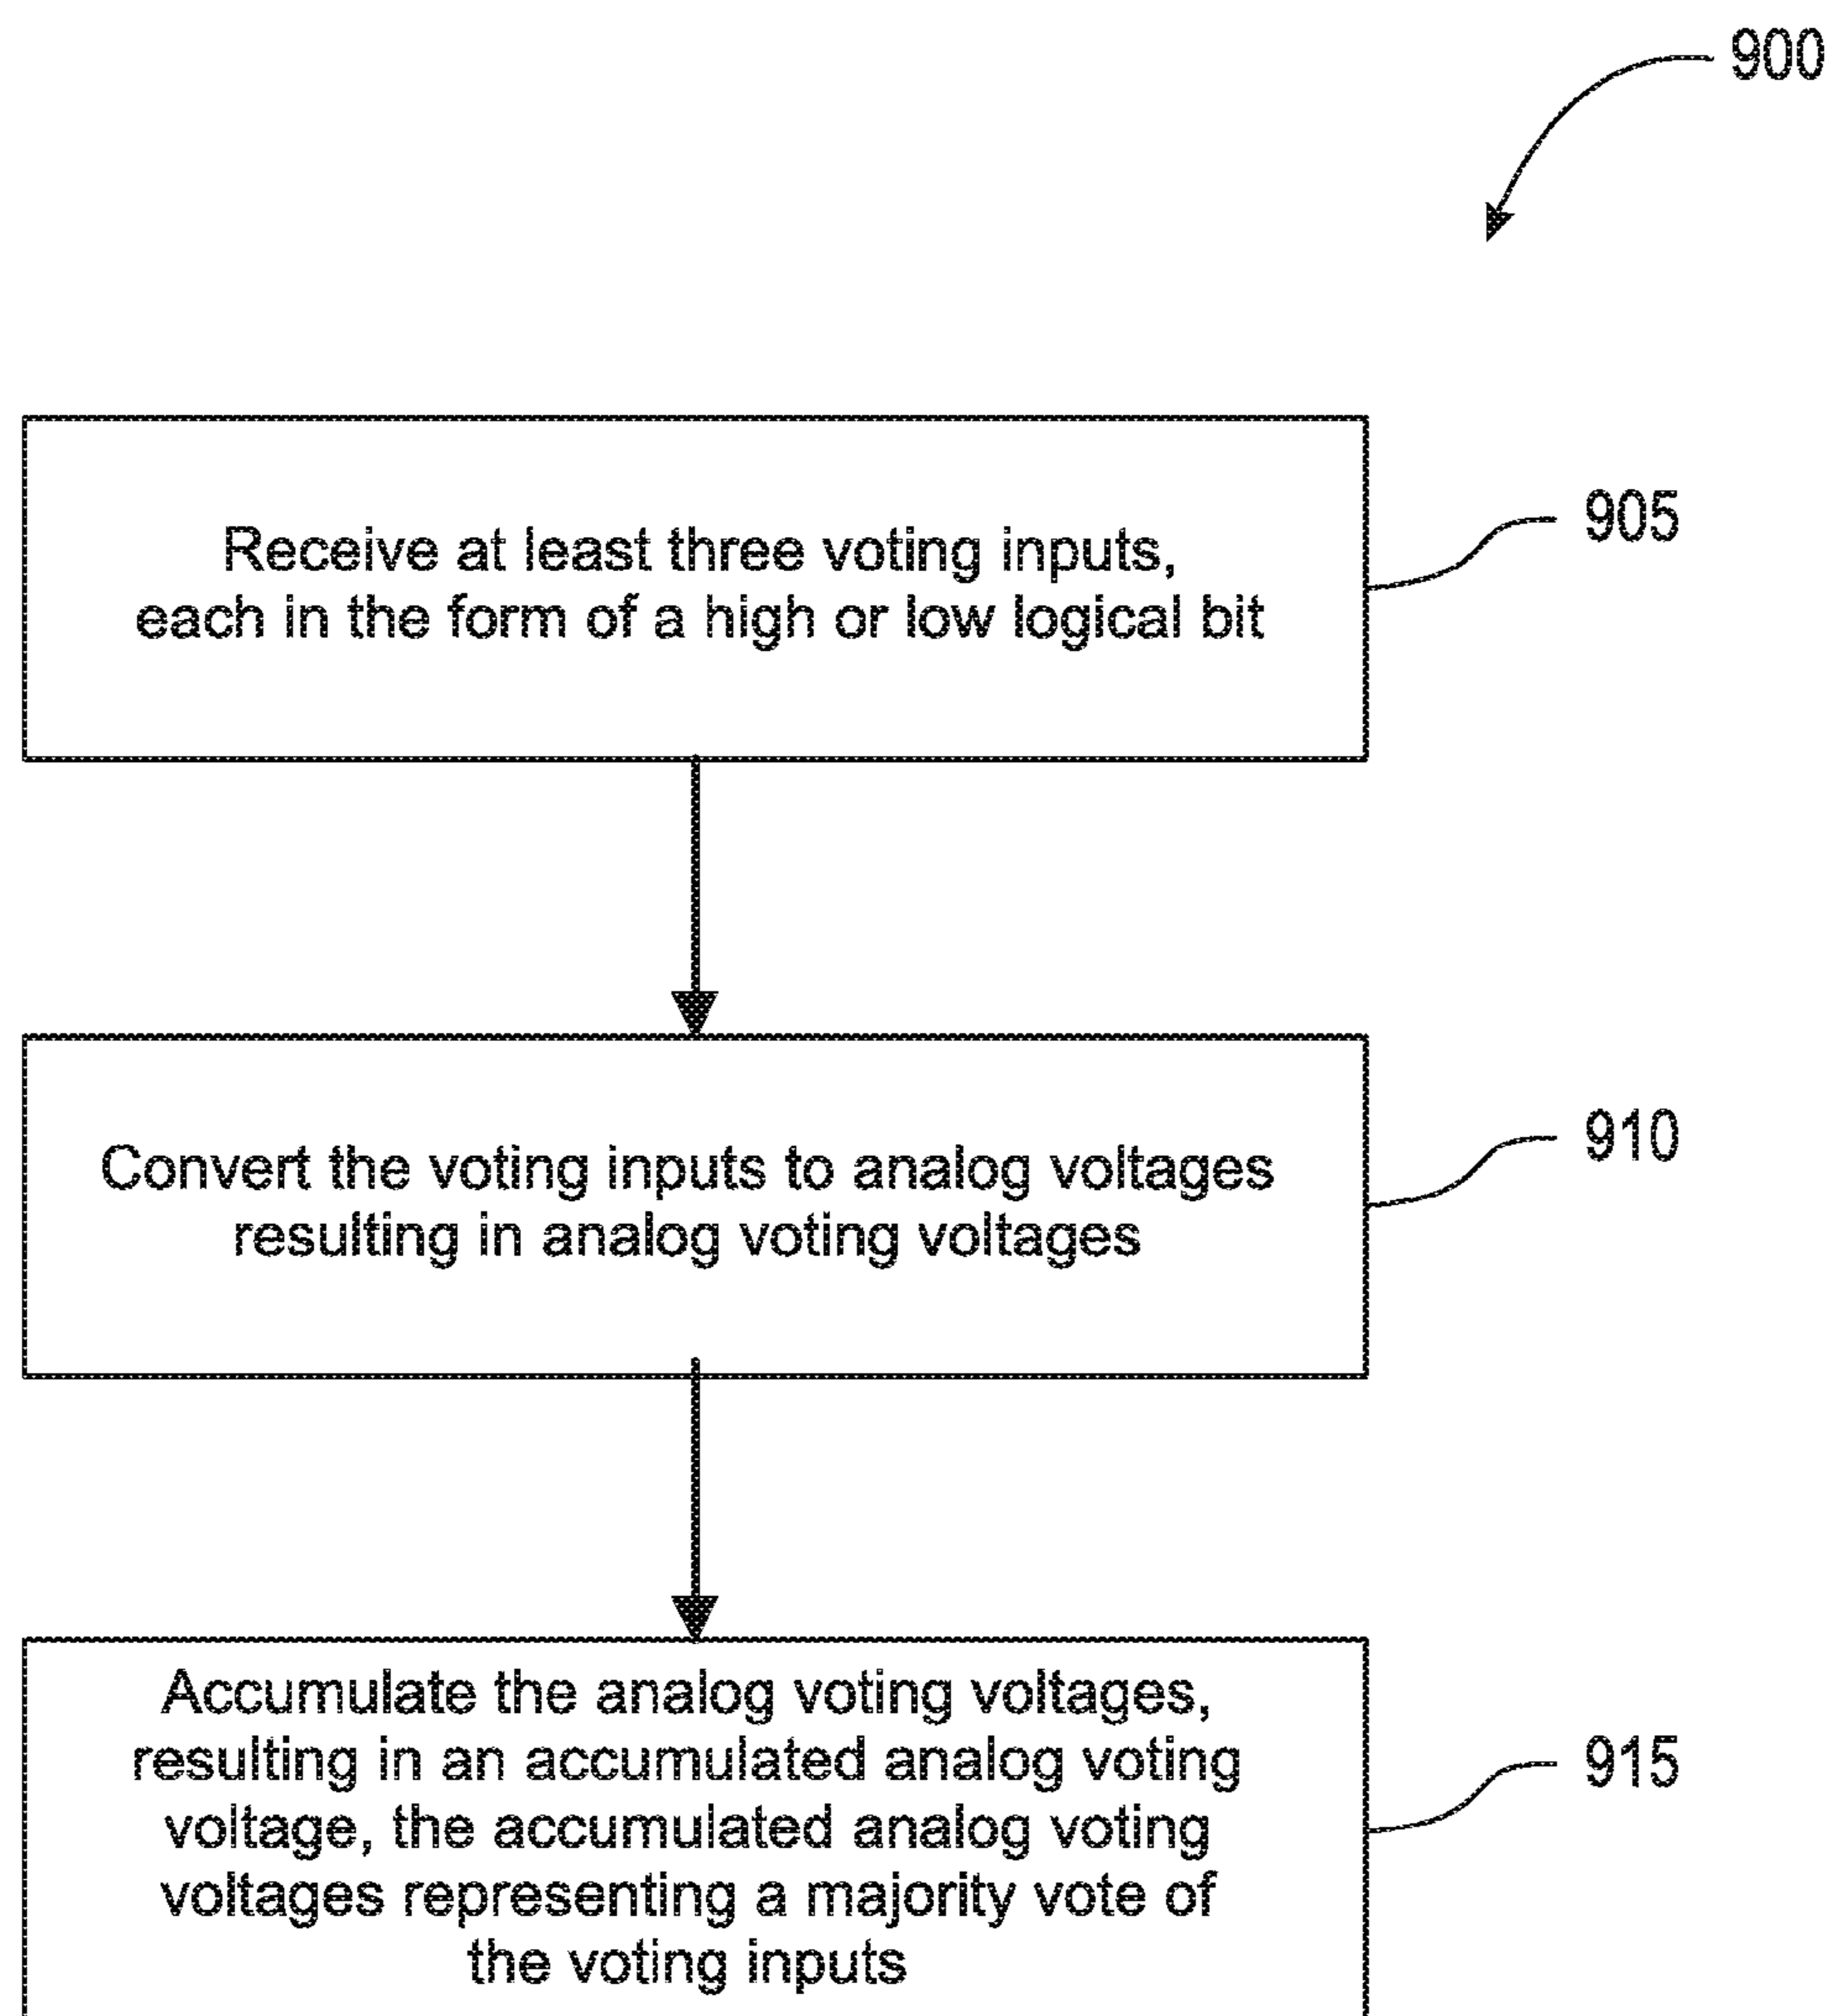 900
Receive at least three voting inputs,
each in the form of a high or low logical bit
905
Convert the voting inputs to analog voltages
resulting in analog voting voltages
910
Accumulate the analog voting voltages,
resulting in an accumulated analog voting
voltage, the accumulated analog voting
voltages representing a majority vote of
the voting inputs
915